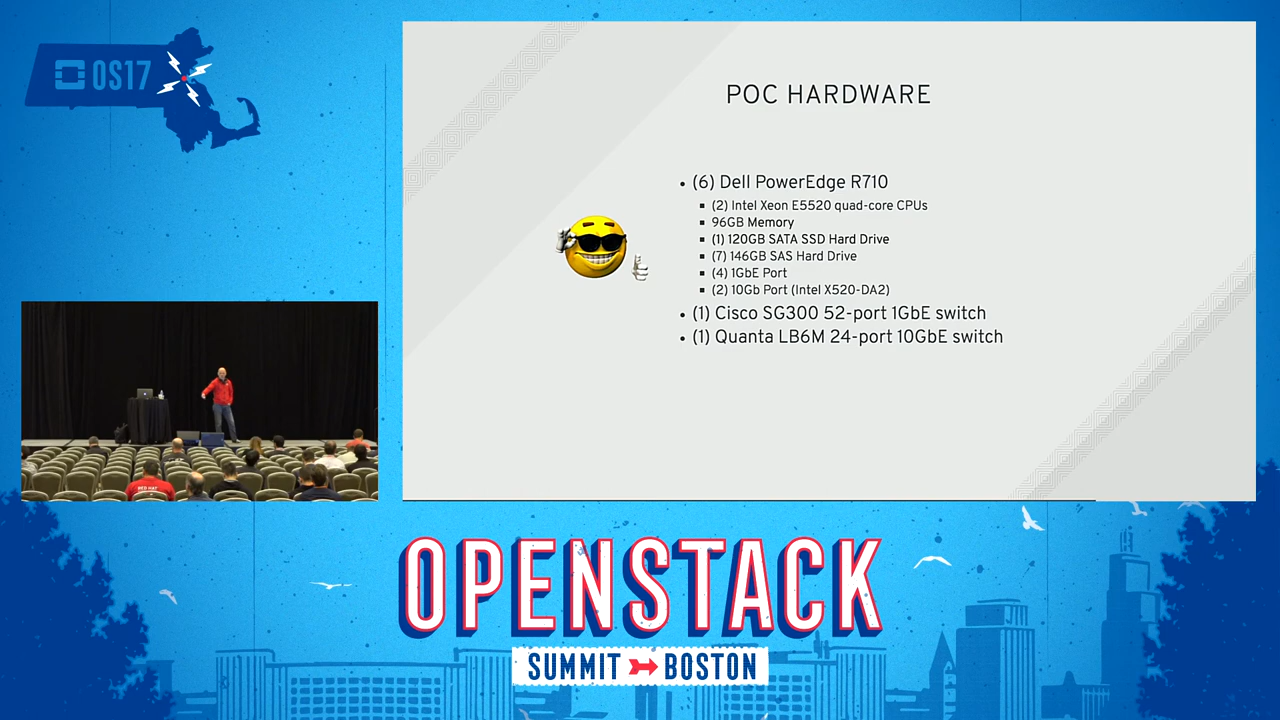 OS17
POC HARDWARE
(6) Dell PowerEdge R710
(2) Intel Xeon E5520 quad-core CPUs
96GB Memory
(1) 120GB SATA SSD Hard Drive
(7) 146GB SAS Hard Drive
(4) 1GbE Port
(2) 10Gb Port (Intel X520-DA2)
(1) Cisco SG300 52-port 1GbE switch
(1) Quanta LB6M 24-port 10GbE switch
RED HAT
OPENSTACK
SUMMIT BOSTON